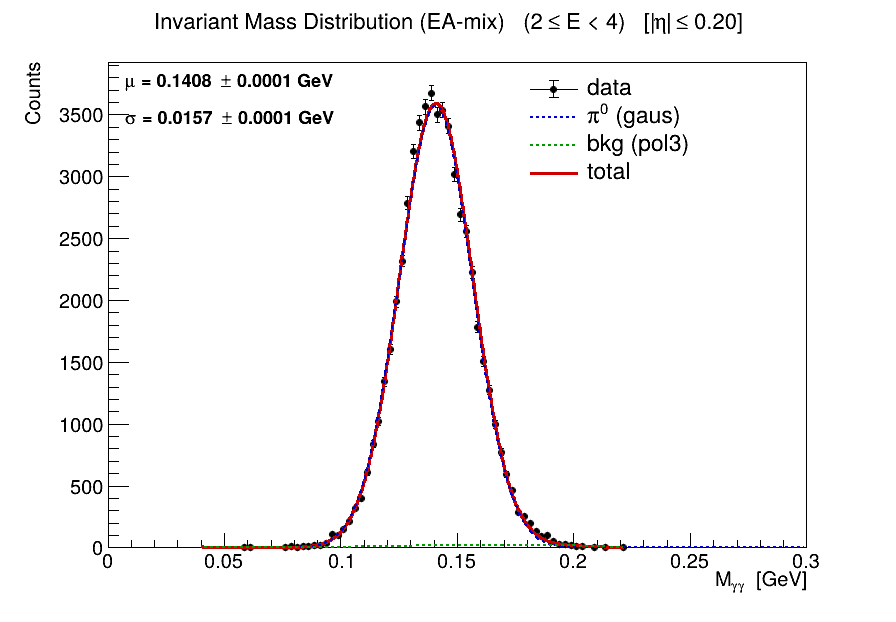 Invariant Mass Distribution (EA-mix) (2 ≤ E < 4) [|η| ≤ 0.20]
μ = 0.1408 ± 0.0001 GeV
σ = 0.0157 ± 0.0001 GeV
data
π⁰ (gaus)
bkg (pol3)
total
Counts
3500
3000
2500
2000
1500
1000
500
0
0 0.05 0.1 0.15 0.2 0.25 0.3
Mγγ [GeV]